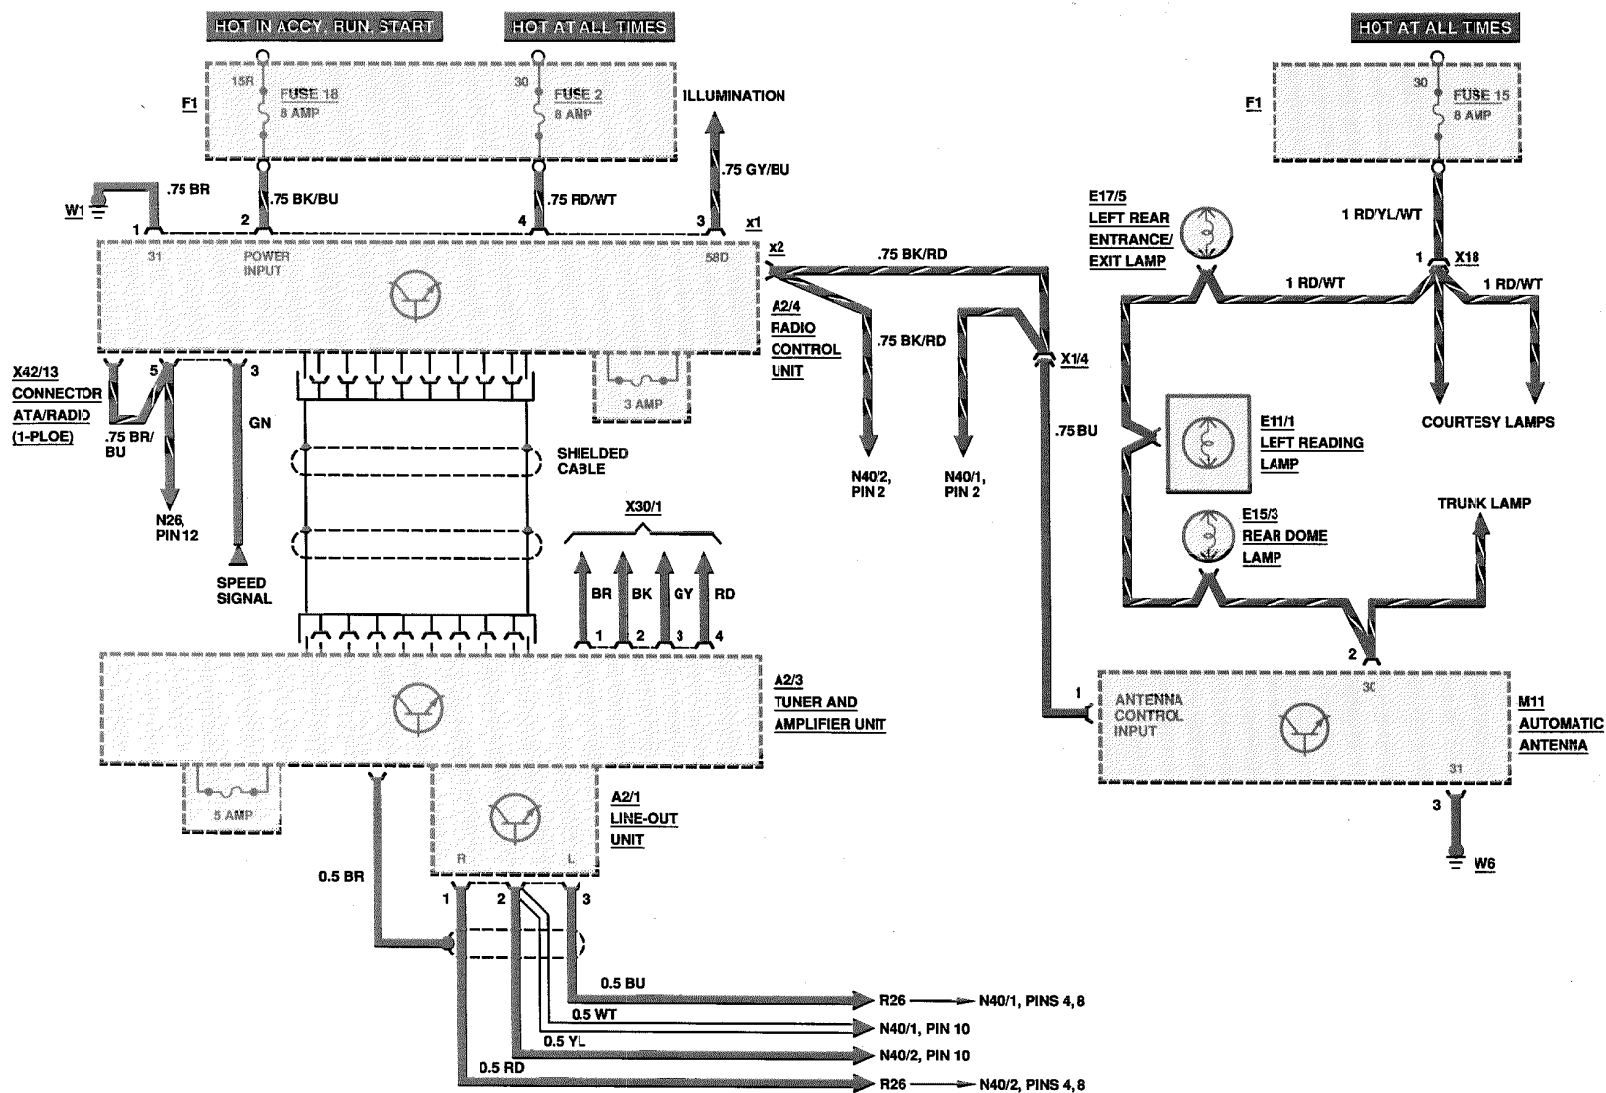 HOT IN ACCY, RUN, START
HOT AT ALL TIMES
HOT AT ALL TIMES
15R
FUSE 18
8 AMP
30
FUSE 2
8 AMP
F1
ILLUMINATION
30
FUSE 15
8 AMP
F1
.75 BR
W1
.75 BK/BU
.75 RD/WT
.75 GY/BU
1
2
4
3
x1
31
POWER
INPUT
58D
x2
A2/4
RADIO
CONTROL
UNIT
3 AMP
.75 BK/RD
.75 BK/RD
N40/2,
PIN 2
N40/1,
PIN 2
X1/4
.75 BU
E17/5
LEFT REAR
ENTRANCE/
EXIT LAMP
1 RD/YL/WT
1
X18
1 RD/WT
1 RD/WT
COURTESY LAMPS
E11/1
LEFT READING
LAMP
E15/3
REAR DOME
LAMP
TRUNK LAMP
X42/13
CONNECTOR
ATA/RADIO
(1-PLOE)
5
3
.75 BR/
BU
GN
N26,
PIN 12
SPEED
SIGNAL
SHIELDED
CABLE
X30/1
BR
BK
GY
RD
1
2
3
4
A2/3
TUNER AND
AMPLIFIER UNIT
5 AMP
A2/1
LINE-OUT
UNIT
R
L
0.5 BR
1
2
3
0.5 BU
R26
N40/1, PINS 4, 8
0.5 WT
N40/1, PIN 10
0.5 YL
N40/2, PIN 10
0.5 RD
R26
N40/2, PINS 4, 8
2
30
1
ANTENNA
CONTROL
INPUT
31
M11
AUTOMATIC
ANTENNA
3
W6